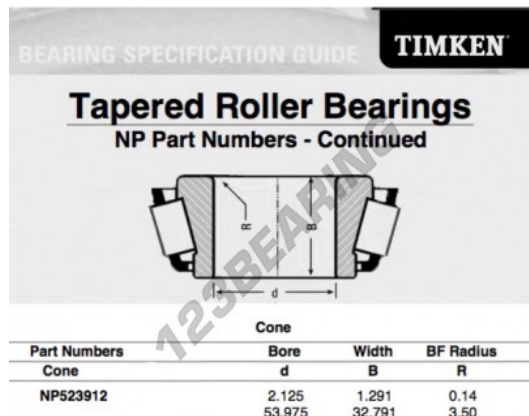 BEARING SPECIFICATION GUIDE
TIMKEN
Tapered Roller Bearings
NP Part Numbers - Continued
R
B
d
123BEARING
Cone
Part Numbers Bore Width BF Radius
Cone d B R
NP523912 2.125 1.291 0.14
53.975 32.791 3.50